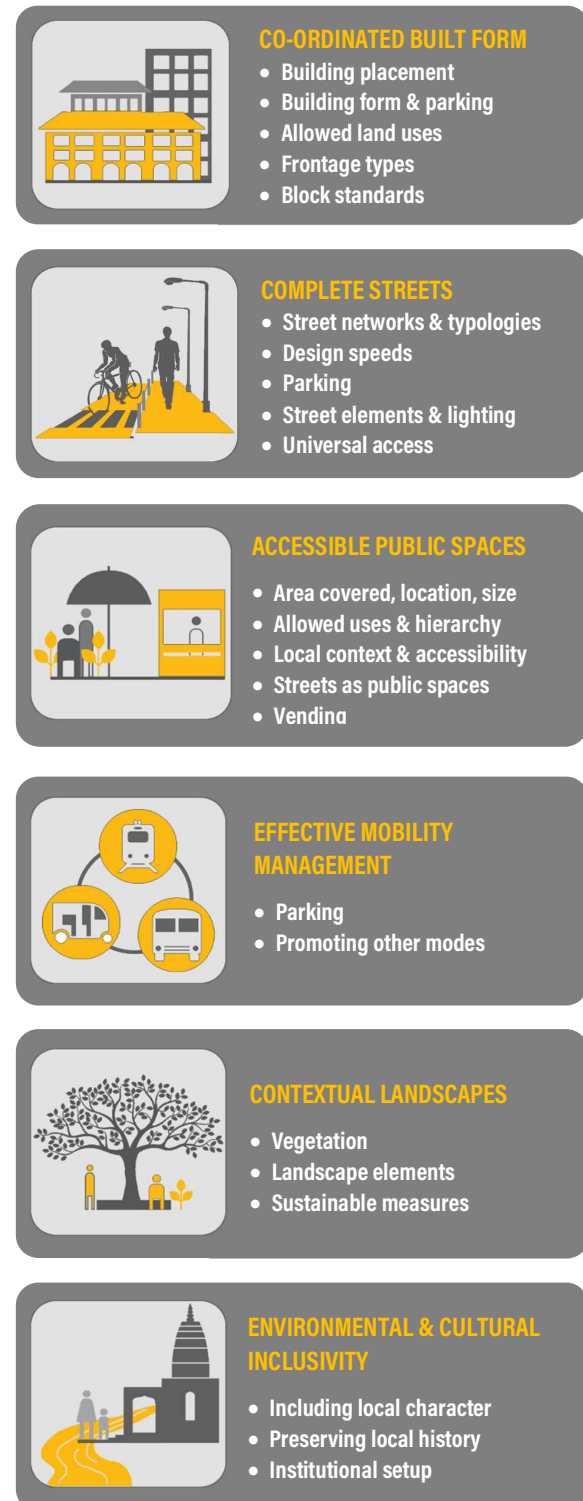 CO-ORDINATED BUILT FORM
• Building placement
• Building form & parking
• Allowed land uses
• Frontage types
• Block standards
COMPLETE STREETS
• Street networks & typologies
• Design speeds
• Parking
• Street elements & lighting
• Universal access
ACCESSIBLE PUBLIC SPACES
• Area covered, location, size
• Allowed uses & hierarchy
• Local context & accessibility
• Streets as public spaces
• Vending
EFFECTIVE MOBILITY
MANAGEMENT
• Parking
• Promoting other modes
CONTEXTUAL LANDSCAPES
• Vegetation
• Landscape elements
• Sustainable measures
ENVIRONMENTAL & CULTURAL
INCLUSIVITY
• Including local character
• Preserving local history
• Institutional setup